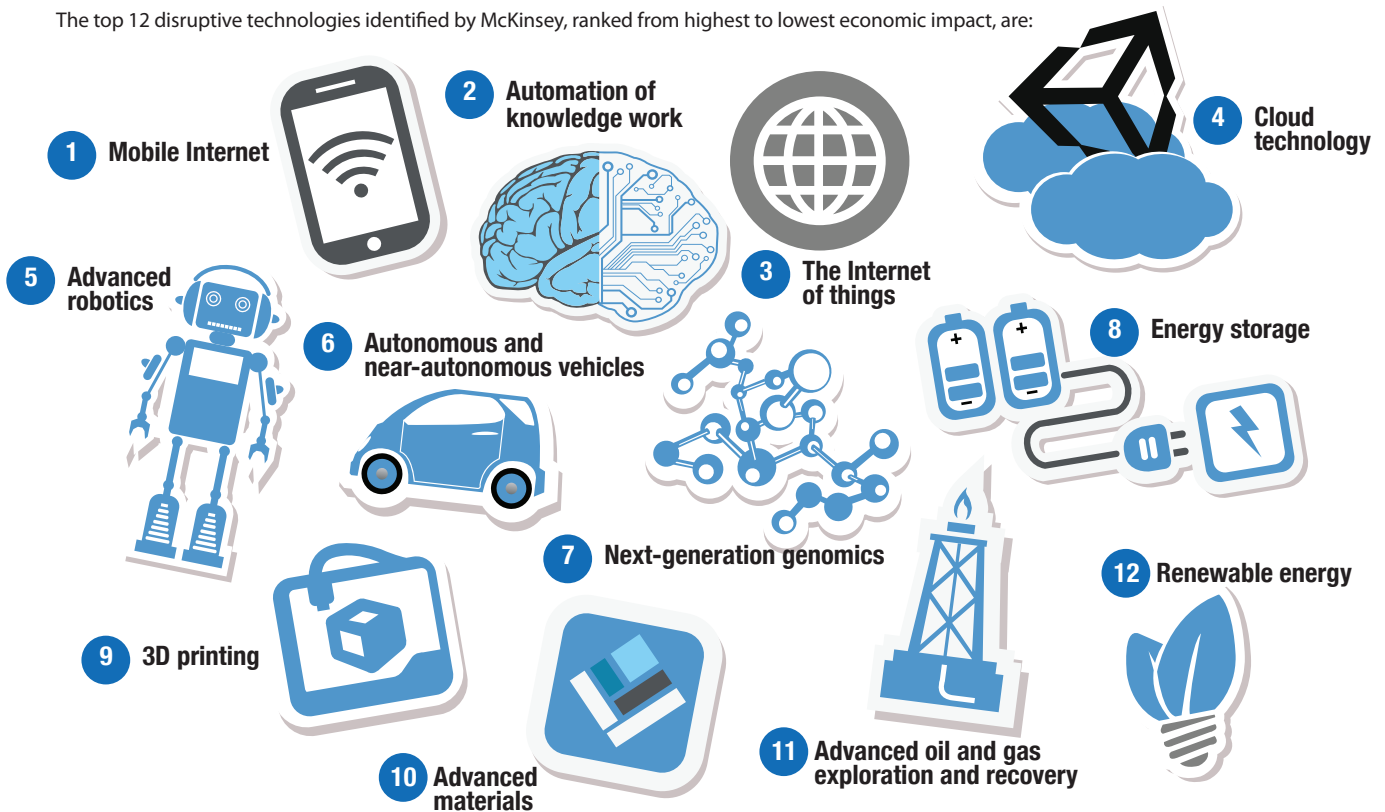 The top 12 disruptive technologies identified by McKinsey, ranked from highest to lowest economic impact, are:
1 Mobile Internet
2 Automation of
knowledge work
3 The Internet
of things
4 Cloud
technology
5 Advanced
robotics
6 Autonomous and
near-autonomous vehicles
7 Next-generation genomics
8 Energy storage
+
-
+
-
9 3D printing
10 Advanced
materials
11 Advanced oil and gas
exploration and recovery
12 Renewable energy